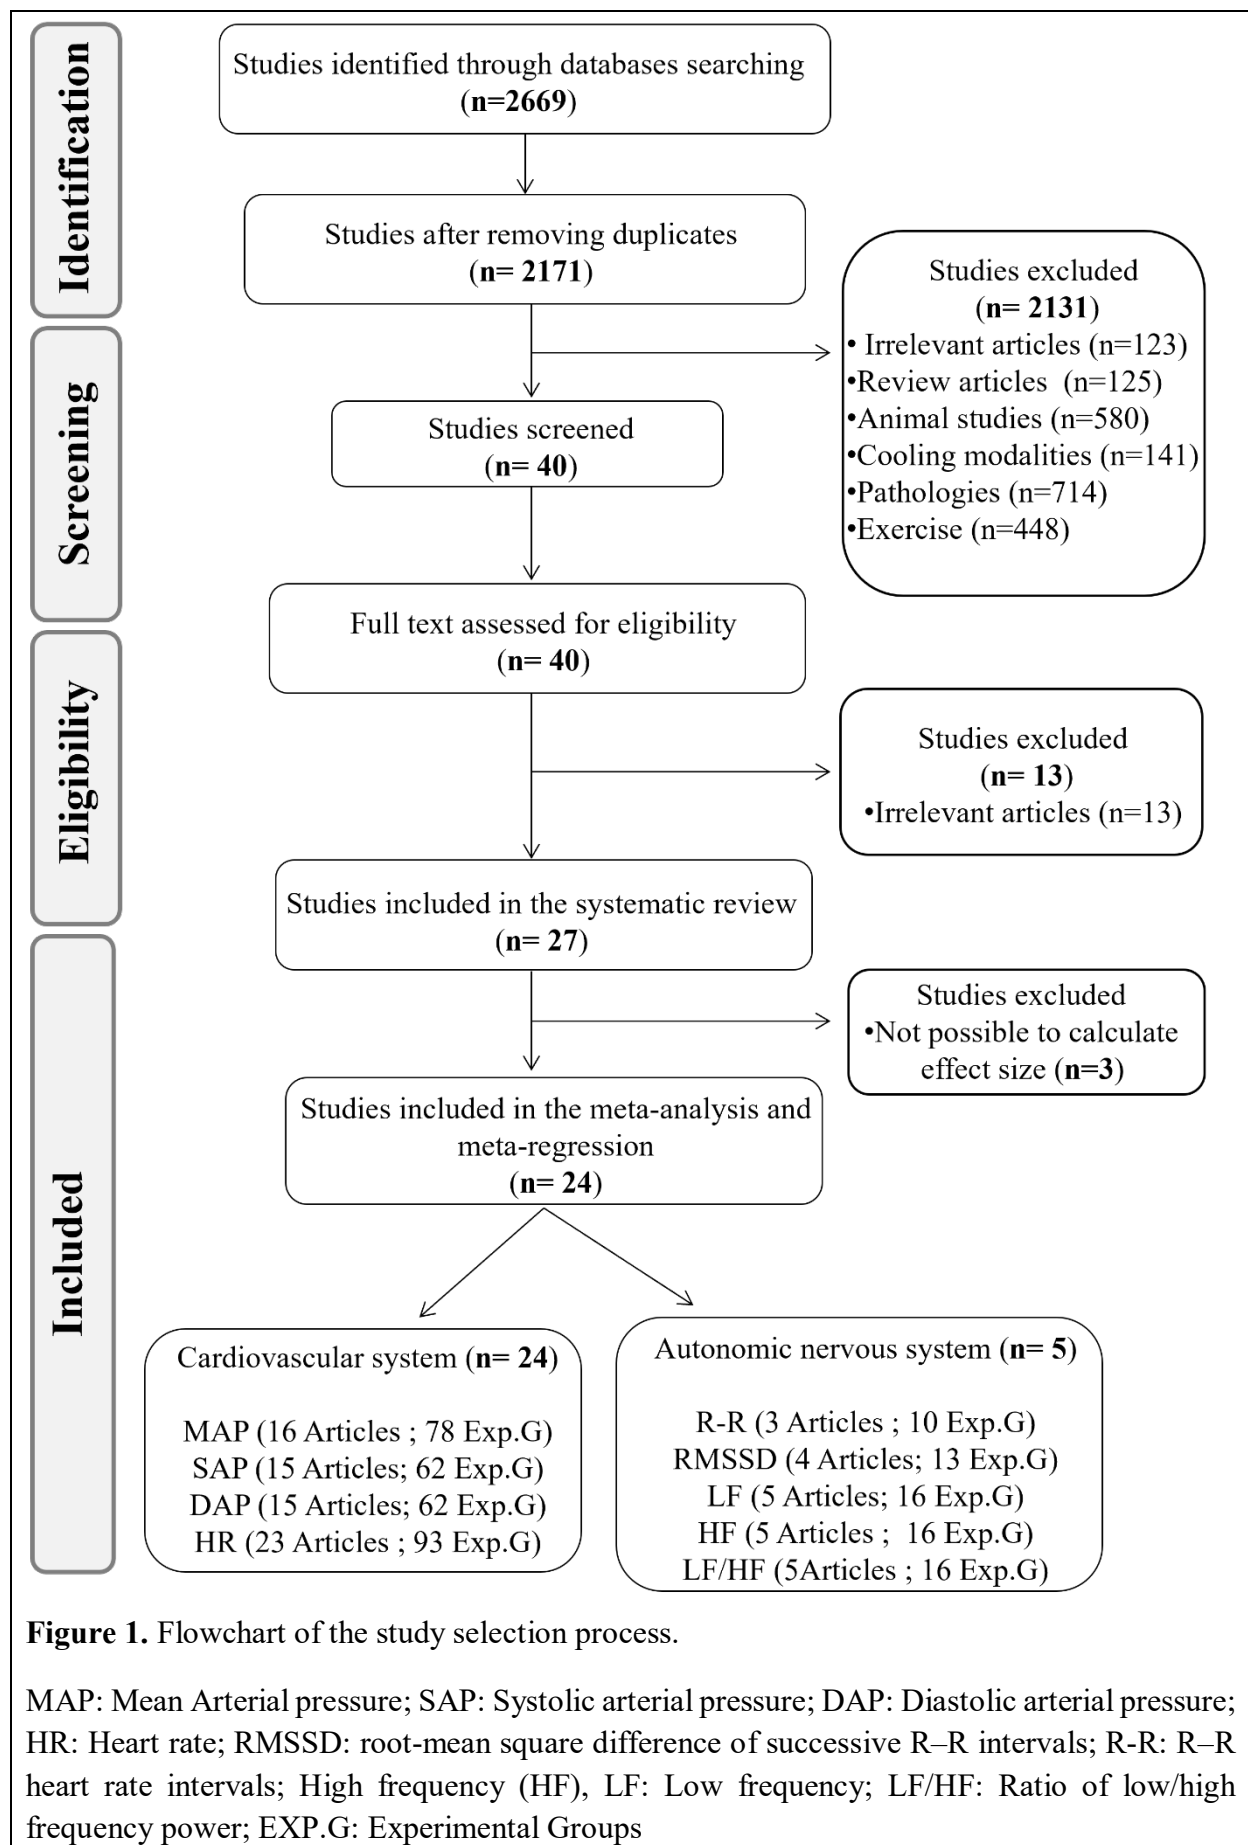 Identification
Studies identified through databases searching
(n=2669)
Studies after removing duplicates
(n= 2171)
Studies excluded
(n= 2131)
• Irrelevant articles (n=123)
•Review articles (n=125)
•Animal studies (n=580)
•Cooling modalities (n=141)
•Pathologies (n=714)
•Exercise (n=448)
Screening
Studies screened
(n= 40)
Full text assessed for eligibility
(n= 40)
Eligibility
Studies excluded
(n= 13)
•Irrelevant articles (n=13)
Studies included in the systematic review
(n= 27)
Studies excluded
•Not possible to calculate
effect size (n=3)
Included
Studies included in the meta-analysis and
meta-regression
(n= 24)
Cardiovascular system (n= 24)
MAP (16 Articles ; 78 Exp.G)
SAP (15 Articles; 62 Exp.G)
DAP (15 Articles; 62 Exp.G)
HR (23 Articles ; 93 Exp.G)
Autonomic nervous system (n= 5)
R-R (3 Articles ; 10 Exp.G)
RMSSD (4 Articles; 13 Exp.G)
LF (5 Articles; 16 Exp.G)
HF (5 Articles ; 16 Exp.G)
LF/HF (5Articles ; 16 Exp.G)
Figure 1. Flowchart of the study selection process.
MAP: Mean Arterial pressure; SAP: Systolic arterial pressure; DAP: Diastolic arterial pressure;
HR: Heart rate; RMSSD: root-mean square difference of successive R–R intervals; R-R: R–R
heart rate intervals; High frequency (HF), LF: Low frequency; LF/HF: Ratio of low/high
frequency power; EXP.G: Experimental Groups